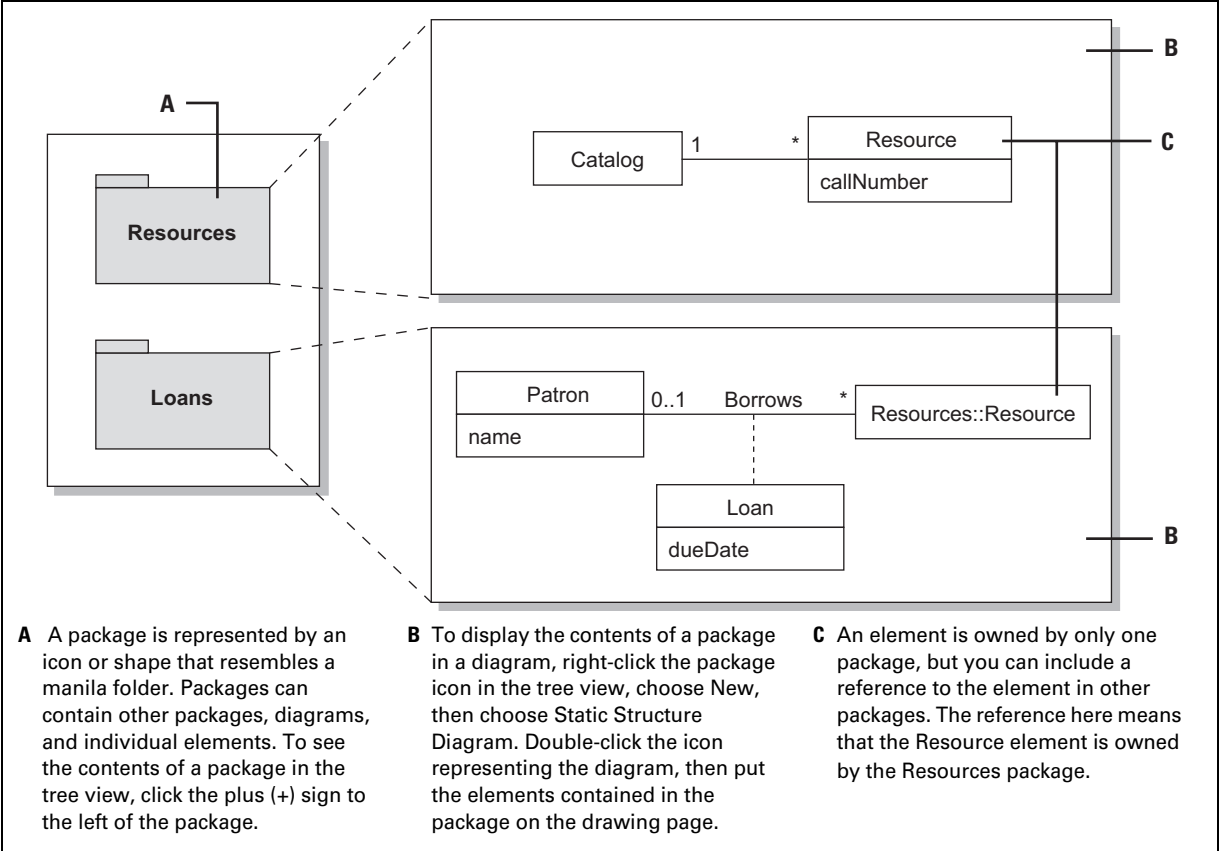 A
B
Catalog
1
*
Resource
callNumber
C
Resources
Loans
Patron
name
0..1
Borrows
*
Resources::Resource
Loan
dueDate
B
A A package is represented by an
icon or shape that resembles a
manila folder. Packages can
contain other packages, diagrams,
and individual elements. To see
the contents of a package in the
tree view, click the plus (+) sign to
the left of the package.
B To display the contents of a package
in a diagram, right-click the package
icon in the tree view, choose New,
then choose Static Structure
Diagram. Double-click the icon
representing the diagram, then put
the elements contained in the
package on the drawing page.
C An element is owned by only one
package, but you can include a
reference to the element in other
packages. The reference here means
that the Resource element is owned
by the Resources package.